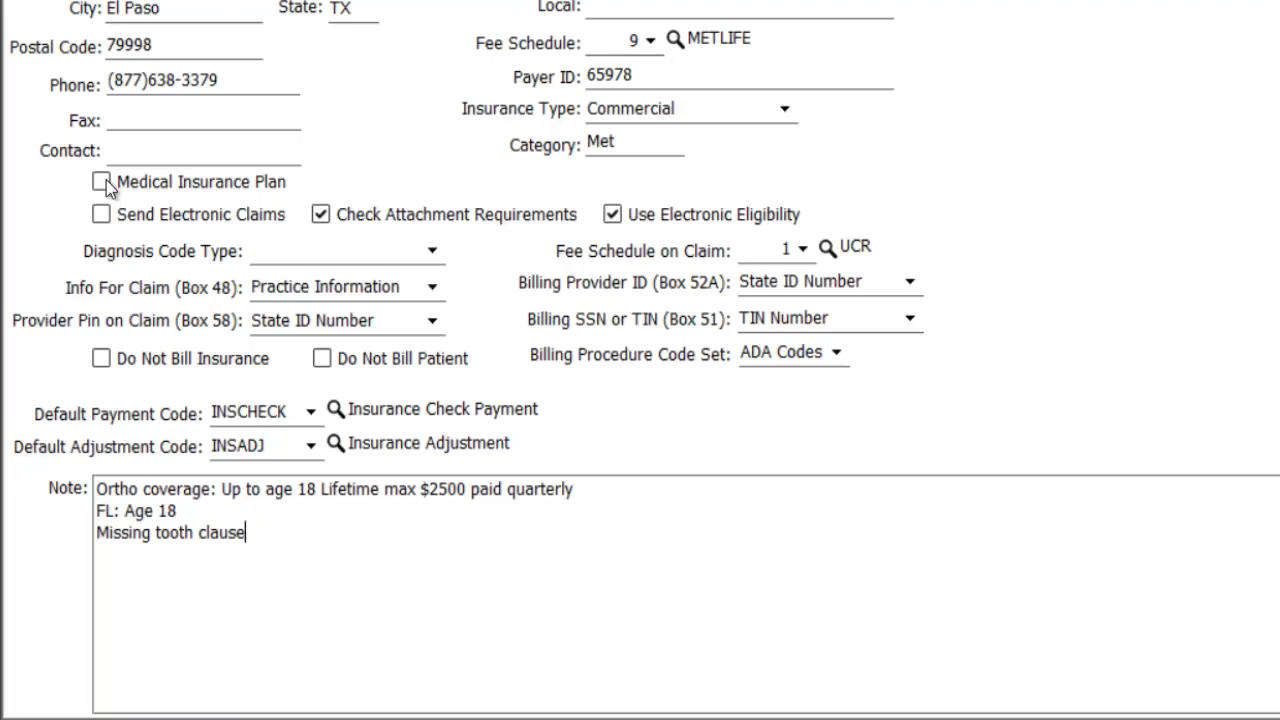 City: El Paso State: TX Local:
Postal Code: 79998 Fee Schedule: 9 METLIFE
Phone: (877)638-3379 Payer ID: 65978
Fax: Insurance Type: Commercial
Contact: Category: Met
Medical Insurance Plan
Send Electronic Claims Check Attachment Requirements Use Electronic Eligibility
Diagnosis Code Type: Fee Schedule on Claim: 1 UCR
Info For Claim (Box 48): Practice Information Billing Provider ID (Box 52A): State ID Number
Provider Pin on Claim (Box 58): State ID Number Billing SSN or TIN (Box 51): TIN Number
Do Not Bill Insurance Do Not Bill Patient Billing Procedure Code Set: ADA Codes
Default Payment Code: INSCHECK Insurance Check Payment
Default Adjustment Code: INSADJ Insurance Adjustment
Note: Ortho coverage: Up to age 18 Lifetime max $2500 paid quarterly
FL: Age 18
Missing tooth clause